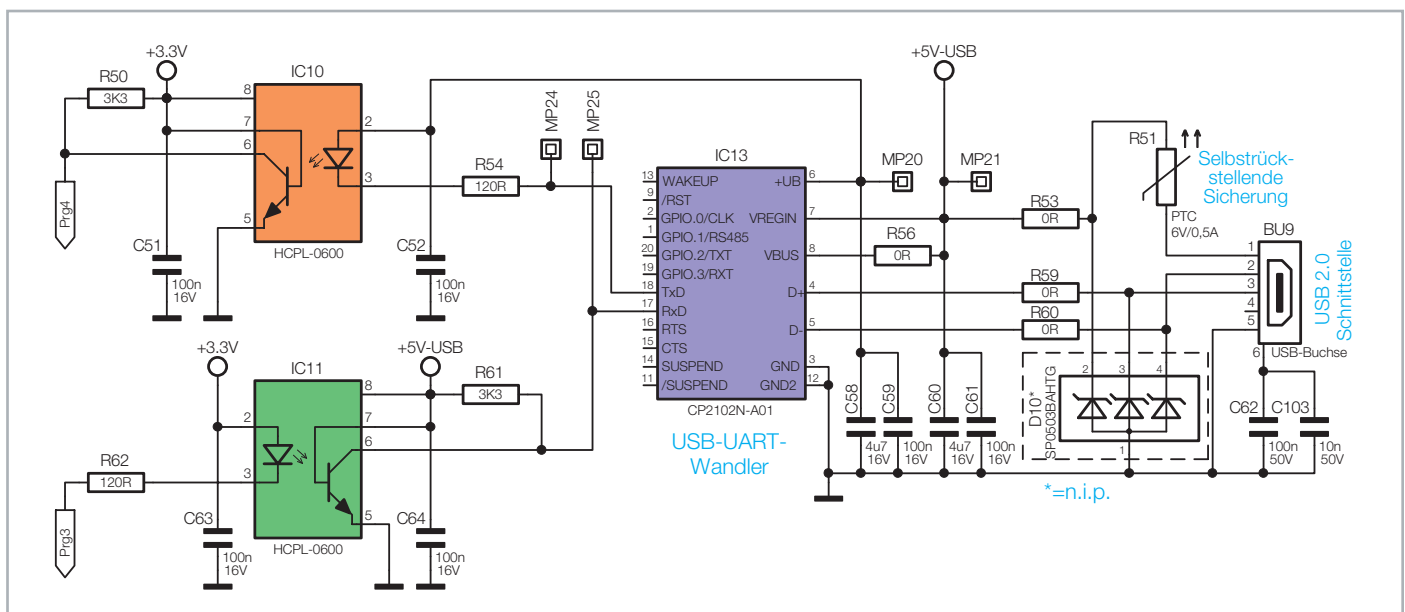 +3.3V
R50
3K3
IC10
8
7
6
5
2
3
HCPL-0600
Prg4
C51
100n
16V
C52
100n
16V
R54
120R
MP24
MP25
+5V-USB
IC13
13 WAKEUP
9 /RST
2 GPIO.0/CLK
1 GPIO.1/RS485
20 GPIO.2/TXT
19 GPIO.3/RXT
18 TxD
17 RxD
16 RTS
15 CTS
14 SUSPEND
11 /SUSPEND
+UB 6
VREGIN 7
VBUS 8
D+ 4
D- 5
GND 3
GND2 12
CP2102N-A01
USB-UART-
Wandler
MP20
MP21
R56
0R
R53
0R
R59
0R
R60
0R
R51
Selbstrück-
stellende
Sicherung
PTC
6V/0,5A
BU9
1
2
3
4
5
6
USB-Buchse
USB 2.0
Schnittstelle
+3.3V
+5V-USB
IC11
2
3
8
7
6
5
HCPL-0600
R61
3K3
R62
120R
Prg3
C63
100n
16V
C64
100n
16V
C58
4u7
16V
C59
100n
16V
C60
4u7
16V
C61
100n
16V
D10*
SP0503BAHTG
2
3
4
1
*=n.i.p.
C62
100n
50V
C103
10n
50V